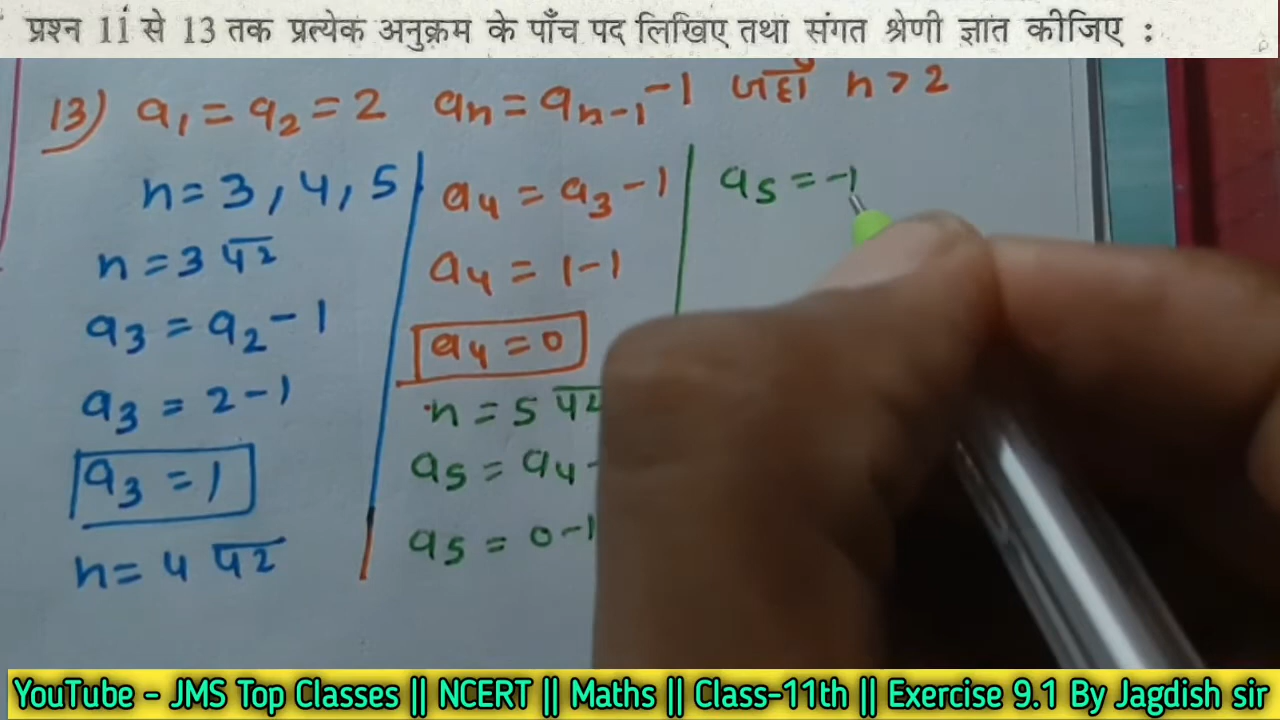 प्रश्न 11 से 13 तक प्रत्येक अनुक्रम के पाँच पद लिखिए तथा संगत श्रेणी ज्ञात कीजिए :
13) a₁ = a₂ = 2 aₙ = aₙ₋₁ -1 जहाँ n > 2
n = 3, 4, 5
n = 3 पर
a₃ = a₂ - 1
a₃ = 2 - 1
a₃ = 1
n = 4 पर
a₄ = a₃ - 1
a₄ = 1 - 1
a₄ = 0
n = 5 पर
a₅ = a₄ -
a₅ = 0 - 1
a₅ = -1
YouTube - JMS Top Classes || NCERT || Maths || Class-11th || Exercise 9.1 By Jagdish sir